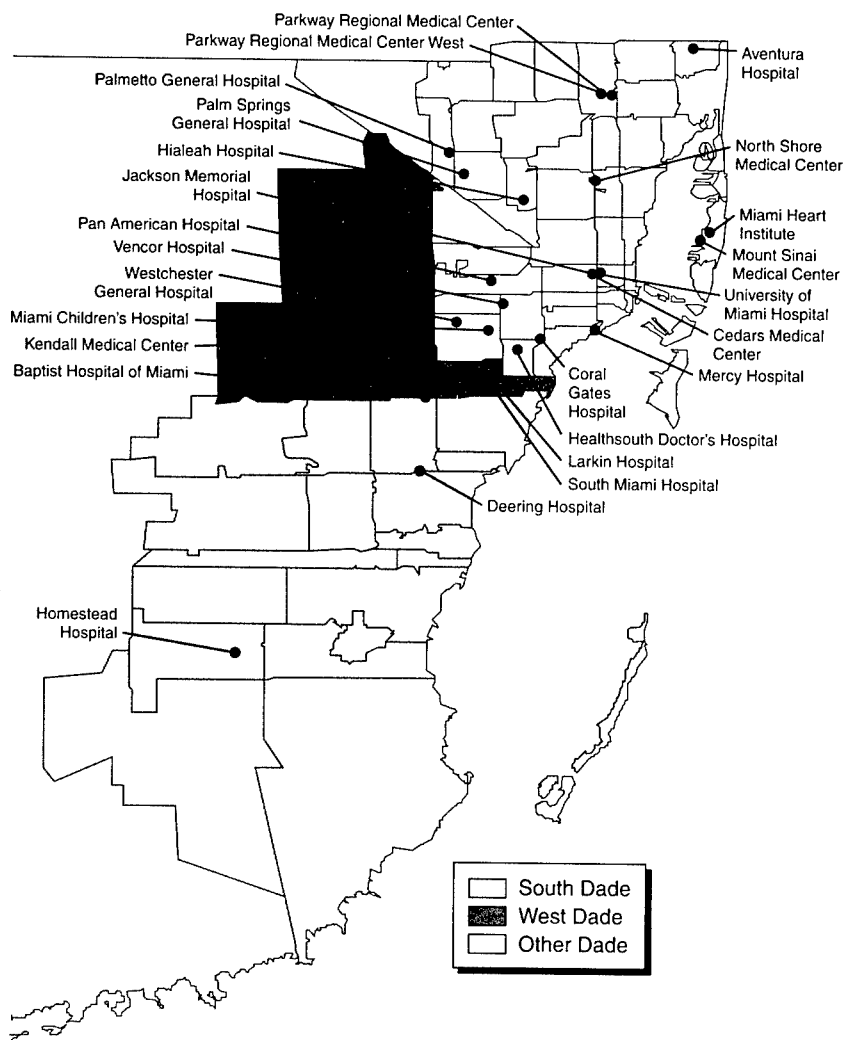 Parkway Regional Medical Center
Parkway Regional Medical Center West
Aventura
Hospital
Palmetto General Hospital
Palm Springs
General Hospital
Hialeah Hospital
Jackson Memorial
Hospital
Pan American Hospital
Vencor Hospital
Westchester
General Hospital
Miami Children's Hospital
Kendall Medical Center
Baptist Hospital of Miami
North Shore
Medical Center
Miami Heart
Institute
Mount Sinai
Medical Center
University of
Miami Hospital
Cedars Medical
Center
Mercy Hospital
Coral
Gates
Hospital
Healthsouth Doctor's Hospital
Larkin Hospital
South Miami Hospital
Deering Hospital
Homestead
Hospital
South Dade
West Dade
Other Dade